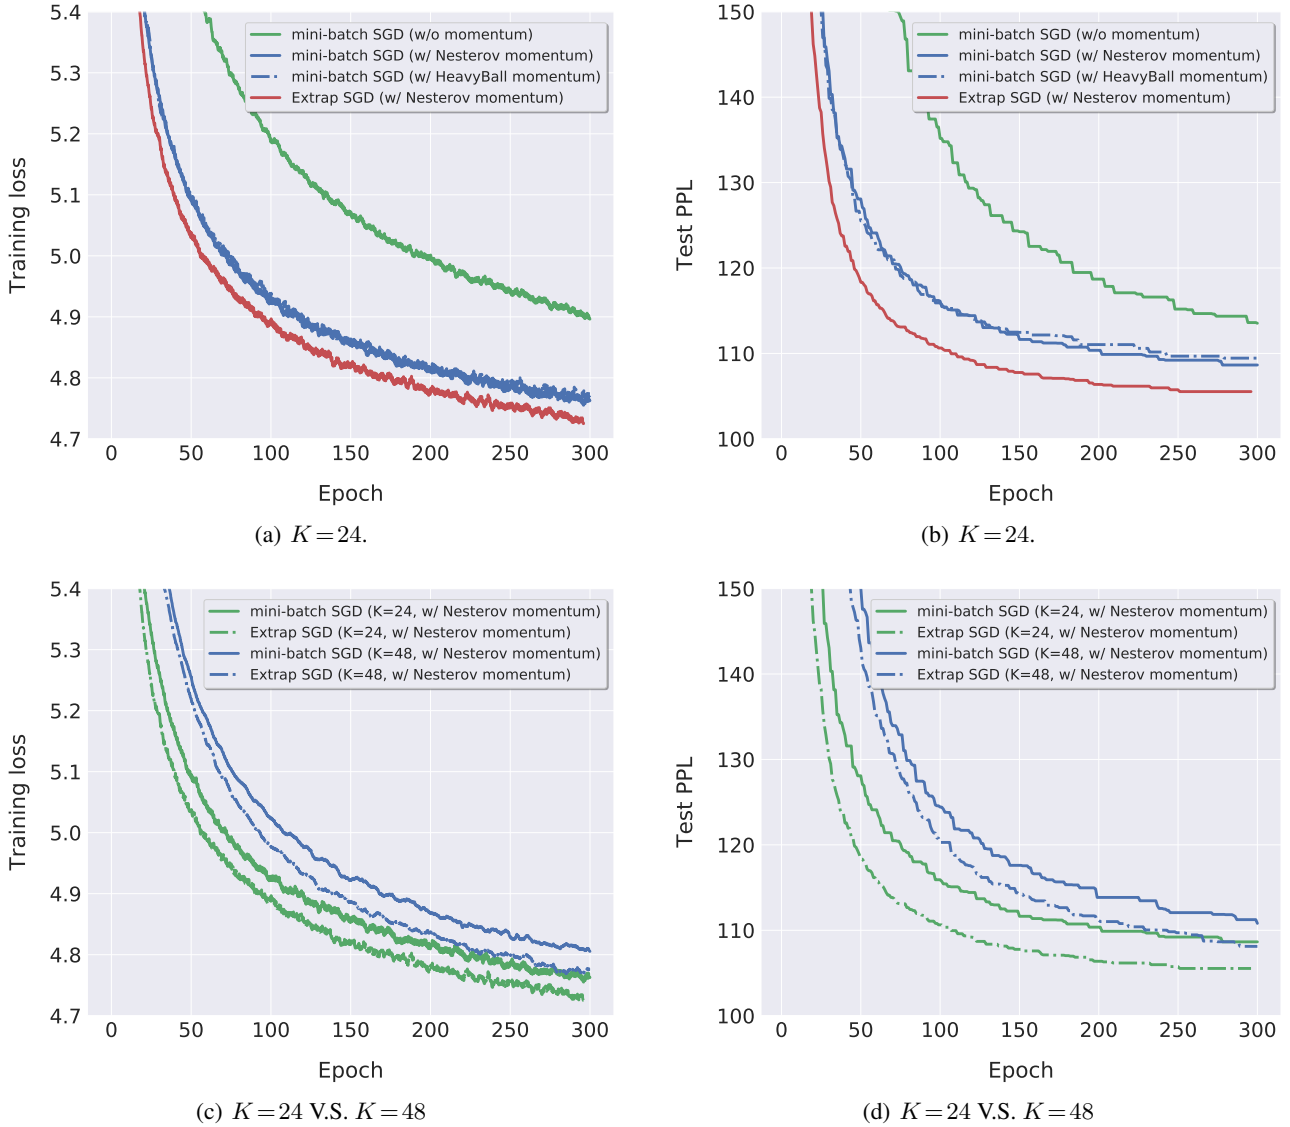 5.4
5.3
5.2
5.1
5.0
4.9
4.8
4.7
Training loss
mini-batch SGD (w/o momentum)
mini-batch SGD (w/ Nesterov momentum)
mini-batch SGD (w/ HeavyBall momentum)
Extrap SGD (w/ Nesterov momentum)
0 50 100 150 200 250 300
Epoch
(a) K=24.
150
140
130
120
110
100
Test PPL
mini-batch SGD (w/o momentum)
mini-batch SGD (w/ Nesterov momentum)
mini-batch SGD (w/ HeavyBall momentum)
Extrap SGD (w/ Nesterov momentum)
0 50 100 150 200 250 300
Epoch
(b) K=24.
5.4
5.3
5.2
5.1
5.0
4.9
4.8
4.7
Training loss
mini-batch SGD (K=24, w/ Nesterov momentum)
Extrap SGD (K=24, w/ Nesterov momentum)
mini-batch SGD (K=48, w/ Nesterov momentum)
Extrap SGD (K=48, w/ Nesterov momentum)
0 50 100 150 200 250 300
Epoch
(c) K=24 V.S. K=48
150
140
130
120
110
100
Test PPL
mini-batch SGD (K=24, w/ Nesterov momentum)
Extrap SGD (K=24, w/ Nesterov momentum)
mini-batch SGD (K=48, w/ Nesterov momentum)
Extrap SGD (K=48, w/ Nesterov momentum)
0 50 100 150 200 250 300
Epoch
(d) K=24 V.S. K=48